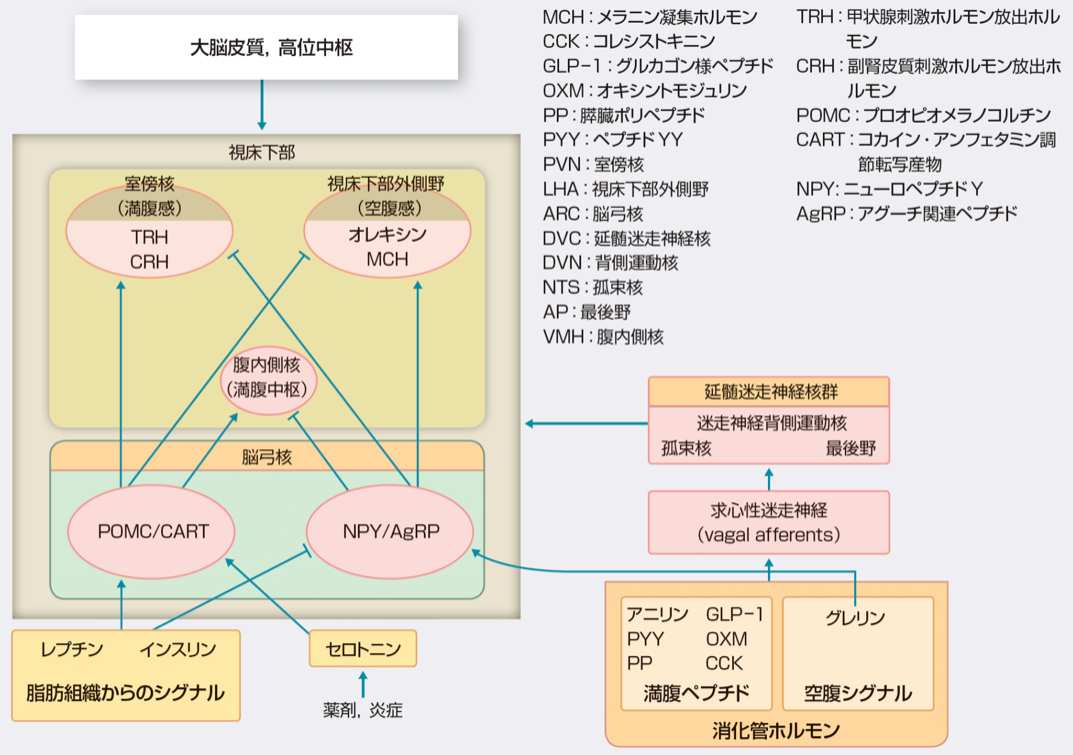 大脳皮質, 高位中枢
視床下部
室傍核
(満腹感)
TRH
CRH
視床下部外側野
(空腹感)
オレキシン
MCH
腹内側核
(満腹中枢)
脳弓核
POMC/CART
NPY/AgRP
レプチン インスリン
脂肪組織からのシグナル
セロトニン
薬剤, 炎症
MCH：メラニン凝集ホルモン
CCK：コレシストキニン
GLP-1：グルカゴン様ペプチド
OXM：オキシントモジュリン
PP：膵臓ポリペプチド
PYY：ペプチドYY
PVN：室傍核
LHA：視床下部外側野
ARC：脳弓核
DVC：延髄迷走神経核
DVN：背側運動核
NTS：孤束核
AP：最後野
VMH：腹内側核
TRH：甲状腺刺激ホルモン放出ホル
モン
CRH：副腎皮質刺激ホルモン放出ホ
ルモン
POMC：プロオピオメラノコルチン
CART：コカイン・アンフェタミン調
節転写産物
NPY：ニューロペプチドY
AgRP：アグーチ関連ペプチド
延髄迷走神経核群
迷走神経背側運動核
孤束核 最後野
求心性迷走神経
(vagal afferents)
アニリン GLP-1
PYY OXM
PP CCK
満腹ペプチド
グレリン
空腹シグナル
消化管ホルモン